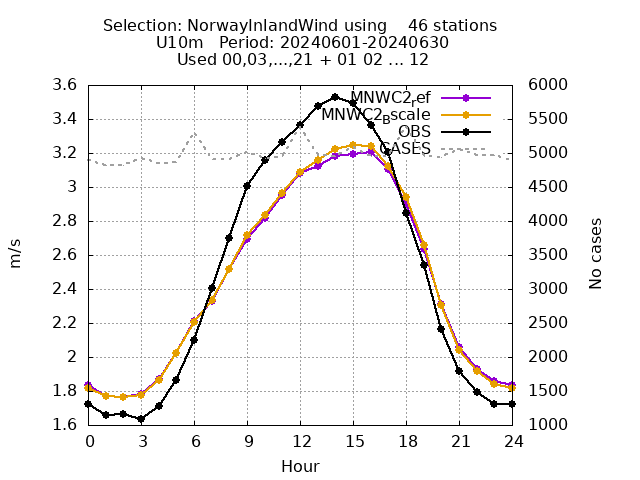 Selection: NorwayInlandWind using    46 stations
U10m   Period: 20240601-20240630
Used 00,03,...,21 + 01 02 ... 12
3.6
3.4
3.2
3
2.8
2.6
2.4
2.2
2
1.8
1.6
6000
5500
5000
4500
4000
3500
3000
2500
2000
1500
1000
MNWC2_ref
MNWC2_Bscale
OBS
CASES
m/s
No cases
0 3 6 9 12 15 18 21 24
Hour